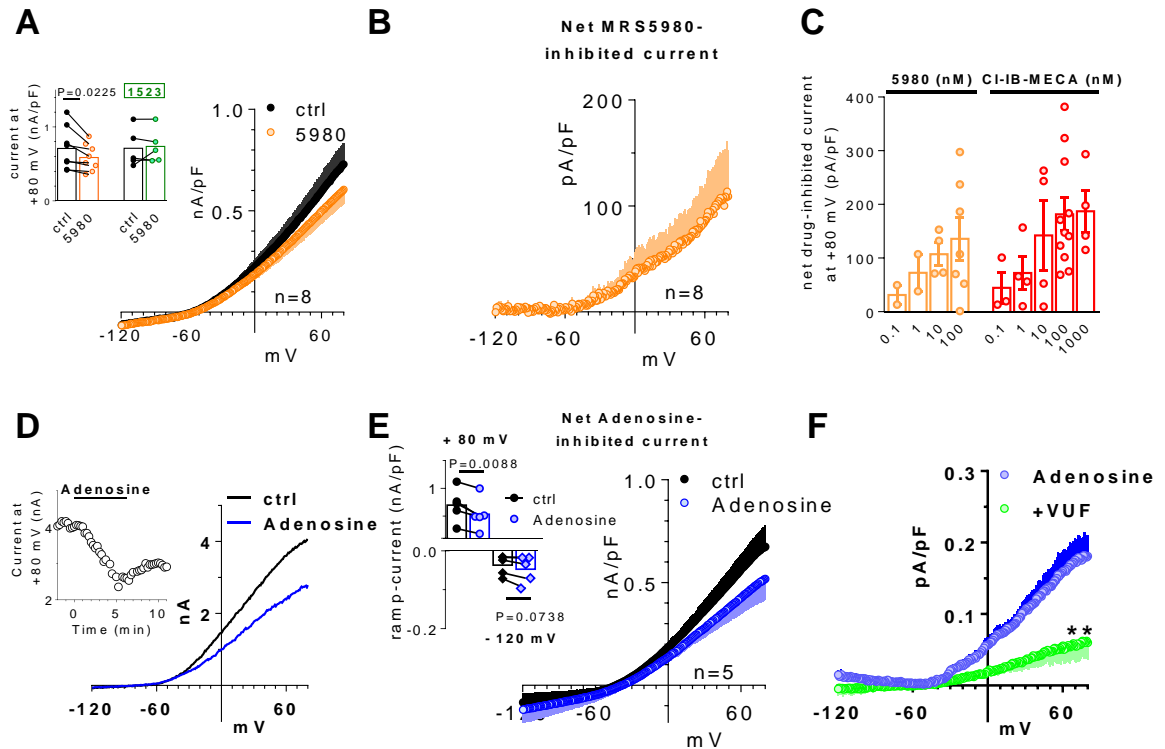 A
P=0.0225
1523
current at
+80 mV (nA/pF)
1
0
ctrl
5980
ctrl
5980
1.0
0.5
nA/pF
ctrl
5980
n=8
-120
-60
60
mV
B
Net MRS5980-
inhibited current
200
100
pA/pF
n=8
-120
-60
60
mV
C
5980 (nM)
CI-IB-MECA (nM)
net drug-inhibited current
at +80 mV (pA/pF)
400
300
200
100
0
0.1
1
10
100
0.1
1
10
100
1000
D
Adenosine
Current at
+80 mV (nA)
4
2
0
5
10
Time (min)
ctrl
Adenosine
4
2
nA
-120
-60
60
mV
E
Net Adenosine-
inhibited current
+ 80 mV
P=0.0088
ctrl
Adenosine
ramp-current (nA/pF)
1
0.0
-0.2
P=0.0738
- 120 mV
ctrl
Adenosine
1.0
0.5
nA/pF
n=5
-120
-60
60
mV
F
0.3
0.2
0.1
pA/pF
Adenosine
+VUF
**
-120
-60
60
mV